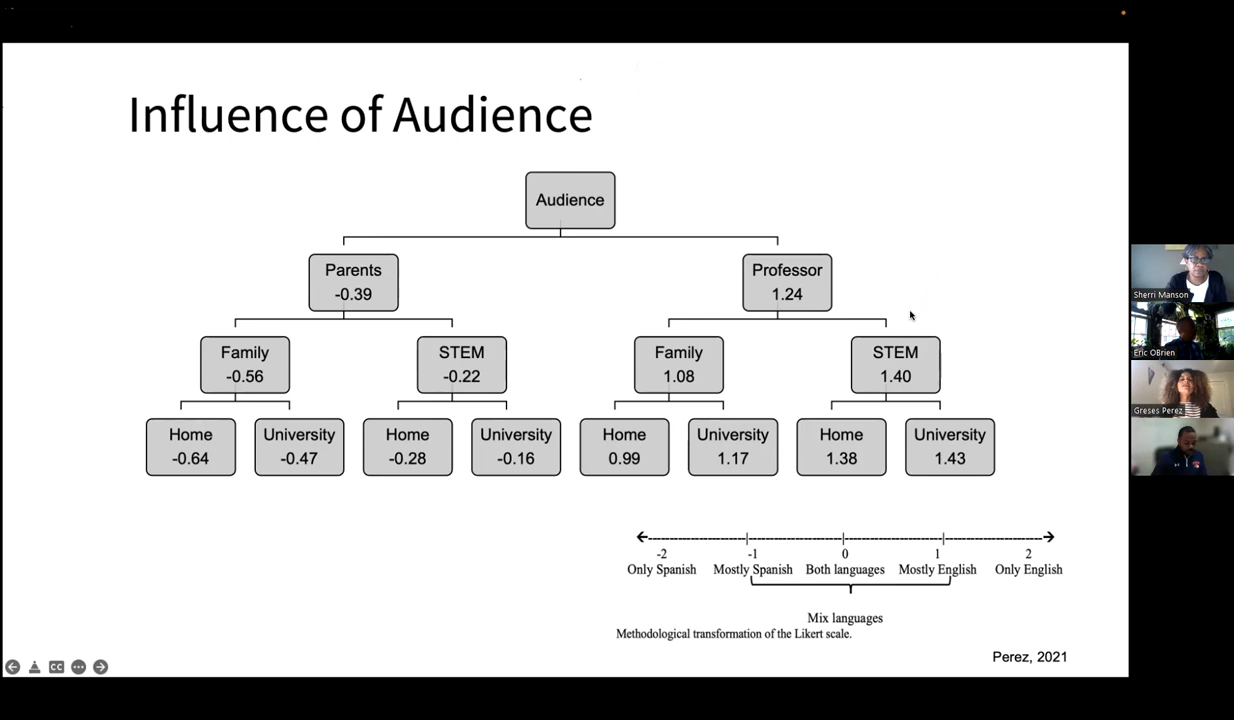 Influence of Audience
Audience
Parents
-0.39
Professor
1.24
Family
-0.56
STEM
-0.22
Family
1.08
STEM
1.40
Home
-0.64
University
-0.47
Home
-0.28
University
-0.16
Home
0.99
University
1.17
Home
1.38
University
1.43
-2 -1 0 1 2
Only Spanish Mostly Spanish Both languages Mostly English Only English
Mix languages
Methodological transformation of the Likert scale.
Perez, 2021
CC
Sherri Manson
Eric OBrien
Greses Perez